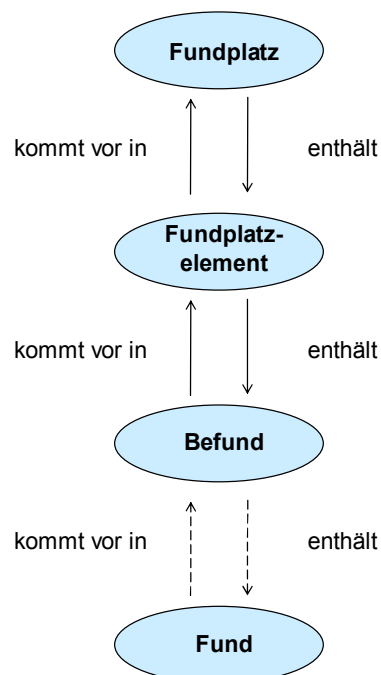 Fundplatz
kommt vor in
enthält
Fundplatz-
element
kommt vor in
enthält
Befund
kommt vor in
enthält
Fund